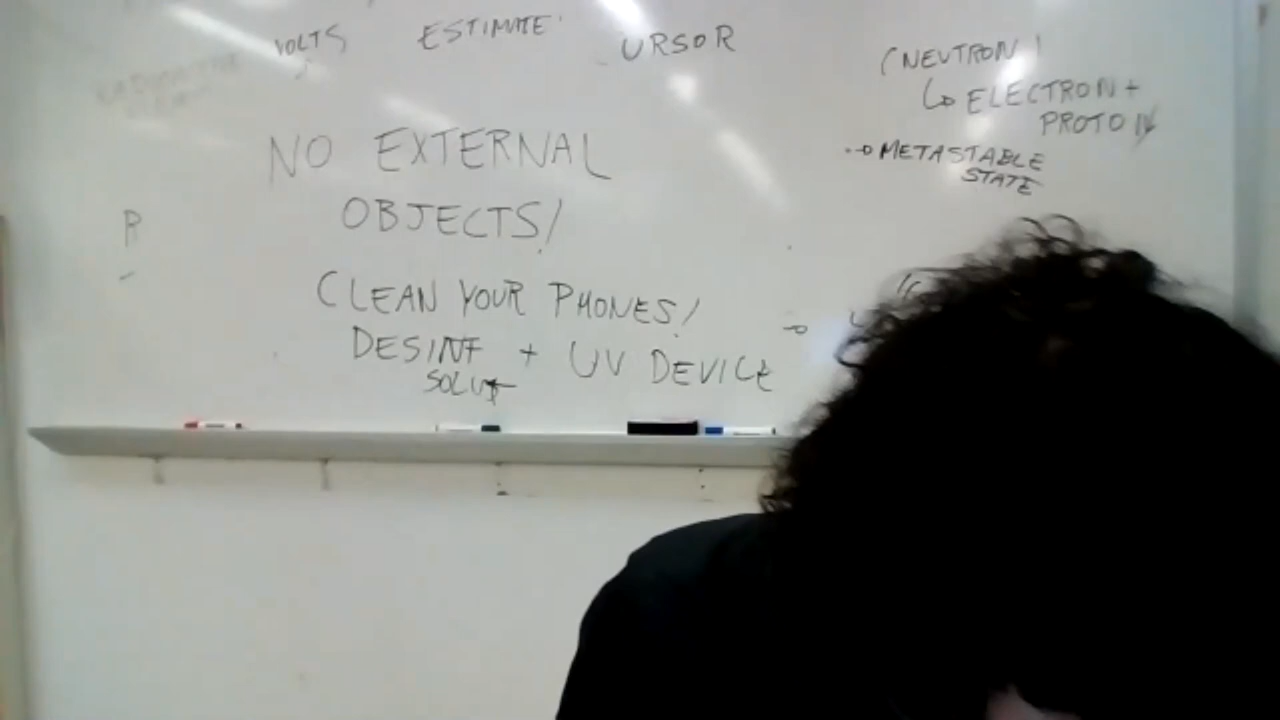 VOLTS
ESTIMATE
URSOR
(NEUTRON)
↳ ELECTRON +
PROTON
→ METASTABLE
STATE
NO EXTERNAL
OBJECTS!
R
CLEAN YOUR PHONES!
DESINF + UV DEVICE
SOLUT